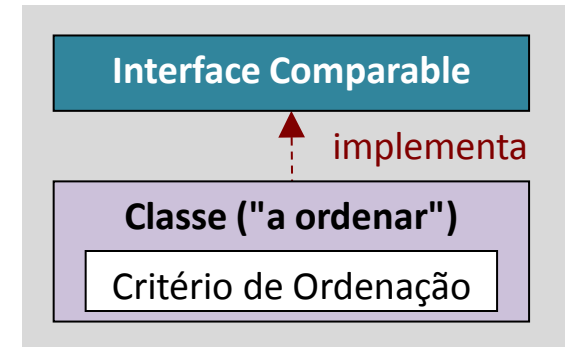 Interface Comparable
implementa
Classe ("a ordenar")
Critério de Ordenação